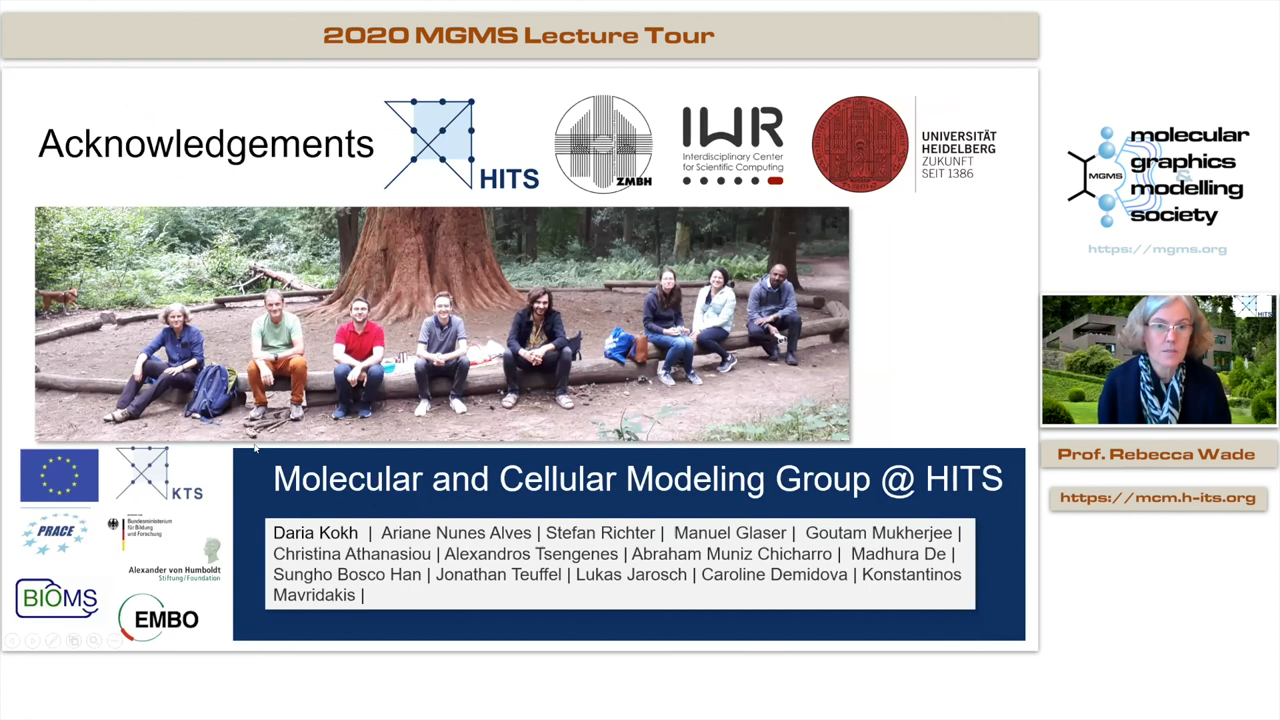 2020 MGMS Lecture Tour
Acknowledgements
HITS
ZMBH
IWR
Interdisciplinary Center
for Scientific Computing
UNIVERSITÄT
HEIDELBERG
ZUKUNFT
SEIT 1386
MGMS
molecular
graphics
&
modelling
society
https://mgms.org
HITS
Prof. Rebecca Wade
https://mcm.h-its.org
KTS
PRACE
Bundesministerium
für Bildung
und Forschung
Alexander von Humboldt
Stiftung/Foundation
BIOMS
EMBO
Molecular and Cellular Modeling Group @ HITS
Daria Kokh | Ariane Nunes Alves | Stefan Richter | Manuel Glaser | Goutam Mukherjee |
Christina Athanasiou | Alexandros Tsengenes | Abraham Muniz Chicharro | Madhura De |
Sungho Bosco Han | Jonathan Teuffel | Lukas Jarosch | Caroline Demidova | Konstantinos
Mavridakis |